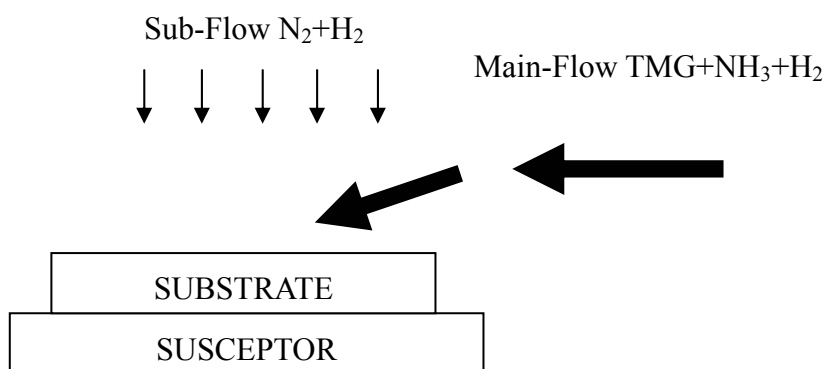 Sub-Flow N₂+H₂
Main-Flow TMG+NH₃+H₂
SUBSTRATE
SUSCEPTOR